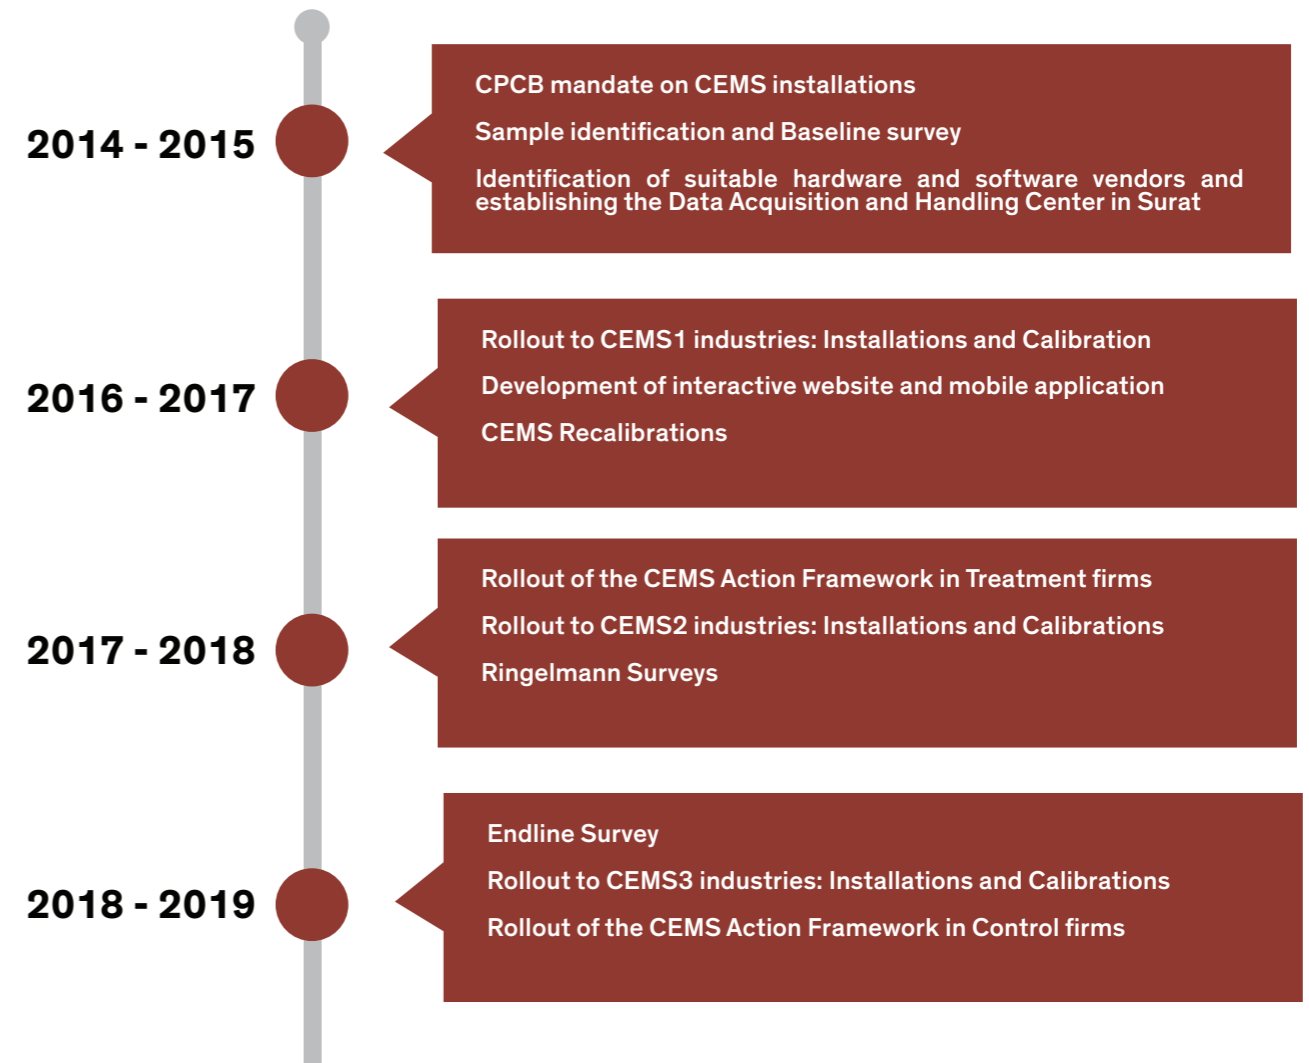 2014 - 2015
CPCB mandate on CEMS installations
Sample identification and Baseline survey
Identification of suitable hardware and software vendors and
establishing the Data Acquisition and Handling Center in Surat
2016 - 2017
Rollout to CEMS1 industries: Installations and Calibration
Development of interactive website and mobile application
CEMS Recalibrations
2017 - 2018
Rollout of the CEMS Action Framework in Treatment firms
Rollout to CEMS2 industries: Installations and Calibrations
Ringelmann Surveys
2018 - 2019
Endline Survey
Rollout to CEMS3 industries: Installations and Calibrations
Rollout of the CEMS Action Framework in Control firms